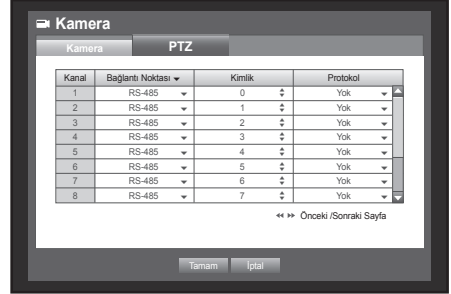 Kamera
Kamera PTZ
Kanal Bağlantı Noktası Kimlik Protokol
1 RS-485 0 Yok
2 RS-485 1 Yok
3 RS-485 2 Yok
4 RS-485 3 Yok
5 RS-485 4 Yok
6 RS-485 5 Yok
7 RS-485 6 Yok
8 RS-485 7 Yok
Önceki /Sonraki Sayfa
Tamam İptal